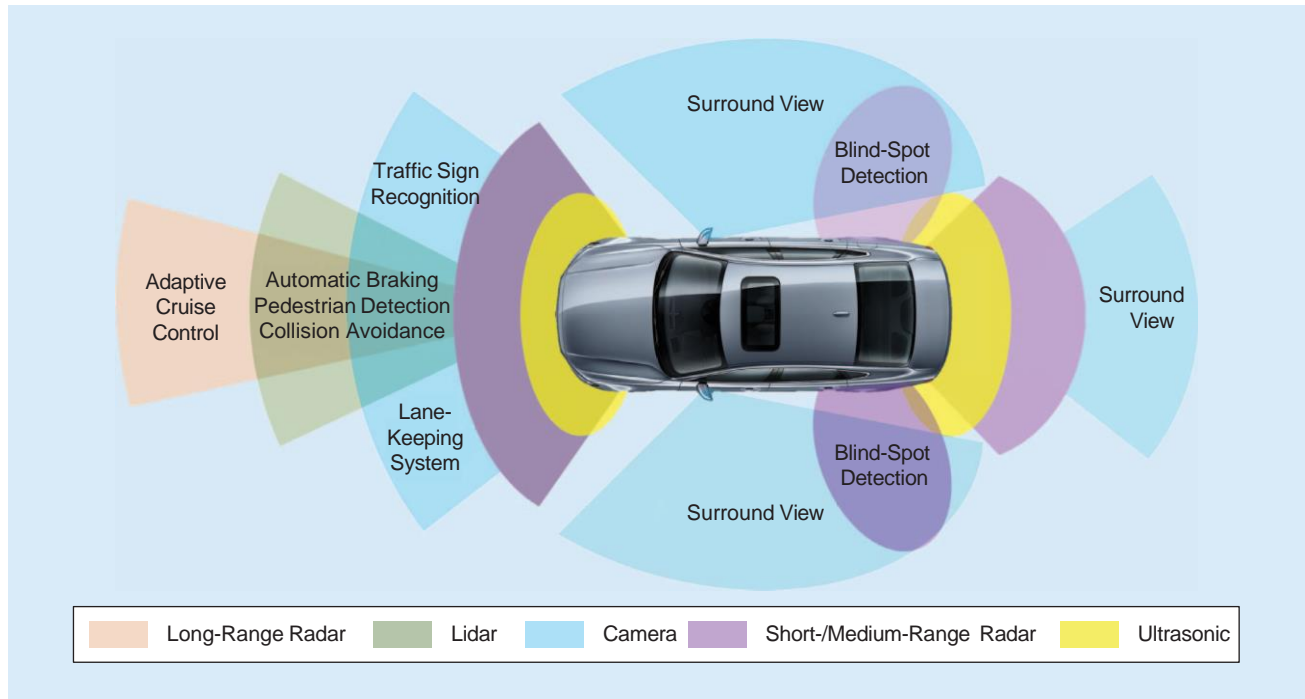 Surround View
Blind-Spot
Detection
Traffic Sign
Recognition
Adaptive
Cruise
Control
Automatic Braking
Pedestrian Detection
Collision Avoidance
Surround
View
Lane-
Keeping
System
Blind-Spot
Detection
Surround View
Long-Range Radar
Lidar
Camera
Short-/Medium-Range Radar
Ultrasonic